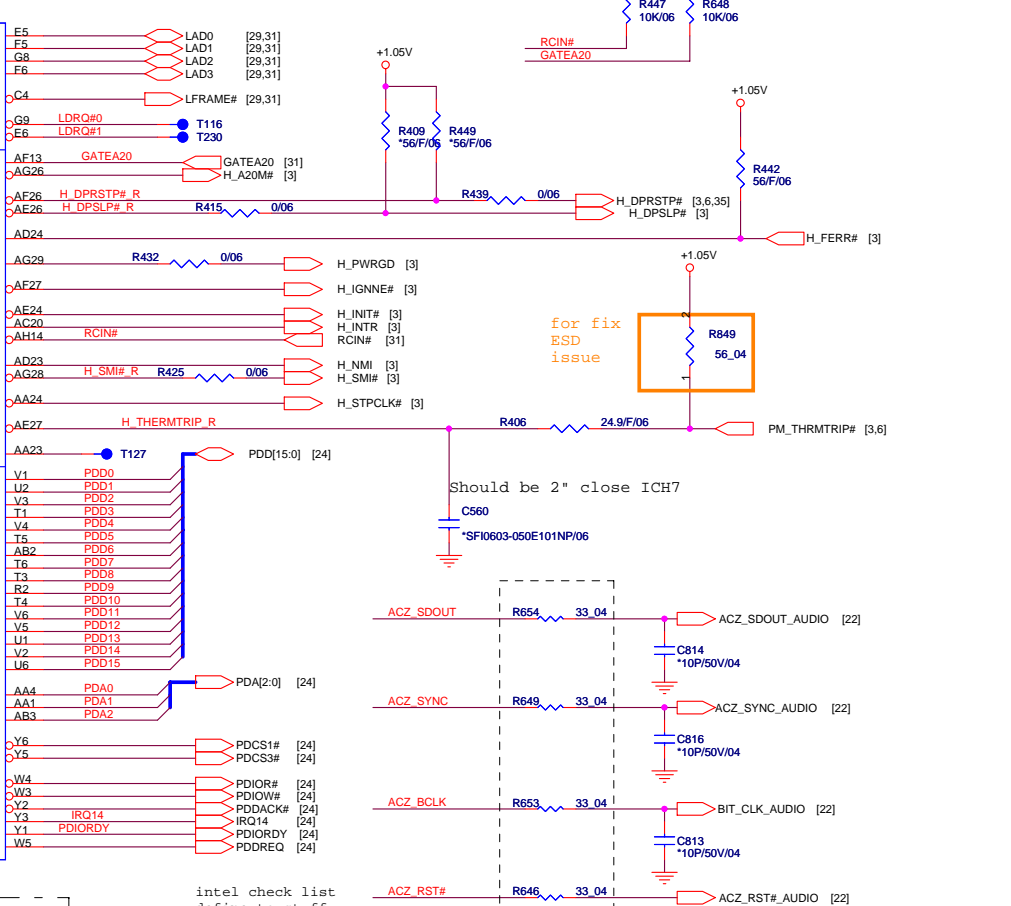 R447 R648
10K/06 10K/06
RCIN#
GATEA20
E5 LAD0 [29,31]
F5 LAD1 [29,31]
G8 LAD2 [29,31]
F6 LAD3 [29,31]
C4 LFRAME# [29,31]
G9 LDRQ#0 T116
E6 LDRQ#1 T230
+1.05V
R409 R449
*56/F/06 *56/F/06
+1.05V
R442
56/F/06
AF13 GATEA20 GATEA20 [31]
AG26 H_A20M# [3]
AF26 H_DPRSTP#_R R439 0/06 H_DPRSTP# [3,6,35]
AE26 H_DPSLP#_R R415 0/06 H_DPSLP# [3]
AD24 H_FERR# [3]
AG29 R432 0/06 H_PWRGD [3]
AF27 H_IGNNE# [3]
AE24 H_INIT# [3]
AC20 H_INTR [3]
AH14 RCIN# RCIN# [31]
AD23 H_NMI [3]
AG28 H_SMI#_R R425 0/06 H_SMI# [3]
AA24 H_STPCLK# [3]
+1.05V
for fix
ESD
issue
2
R849
56_04
1
AE27 H_THERMTRIP_R R406 24.9/F/06 PM_THRMTRIP# [3,6]
AA23 T127
PDD[15:0] [24]
Should be 2" close ICH7
C560
*SFI0603-050E101NP/06
V1 PDD0
U2 PDD1
V3 PDD2
T1 PDD3
V4 PDD4
T5 PDD5
AB2 PDD6
T6 PDD7
T3 PDD8
R2 PDD9
T4 PDD10
V6 PDD11
V5 PDD12
U1 PDD13
V2 PDD14
U6 PDD15
AA4 PDA0 PDA[2:0] [24]
AA1 PDA1
AB3 PDA2
Y6 PDCS1# [24]
Y5 PDCS3# [24]
W4 PDIOR# [24]
W3 PDIOW# [24]
Y2 PDDACK# [24]
Y3 IRQ14 IRQ14 [24]
Y1 PDIORDY PDIORDY [24]
W5 PDDREQ [24]
ACZ_SDOUT R654 33_04 ACZ_SDOUT_AUDIO [22]
C814
*10P/50V/04
ACZ_SYNC R649 33_04 ACZ_SYNC_AUDIO [22]
C816
*10P/50V/04
ACZ_BCLK R653 33_04 BIT_CLK_AUDIO [22]
C813
*10P/50V/04
ACZ_RST# R646 33_04 ACZ_RST#_AUDIO [22]
intel check list